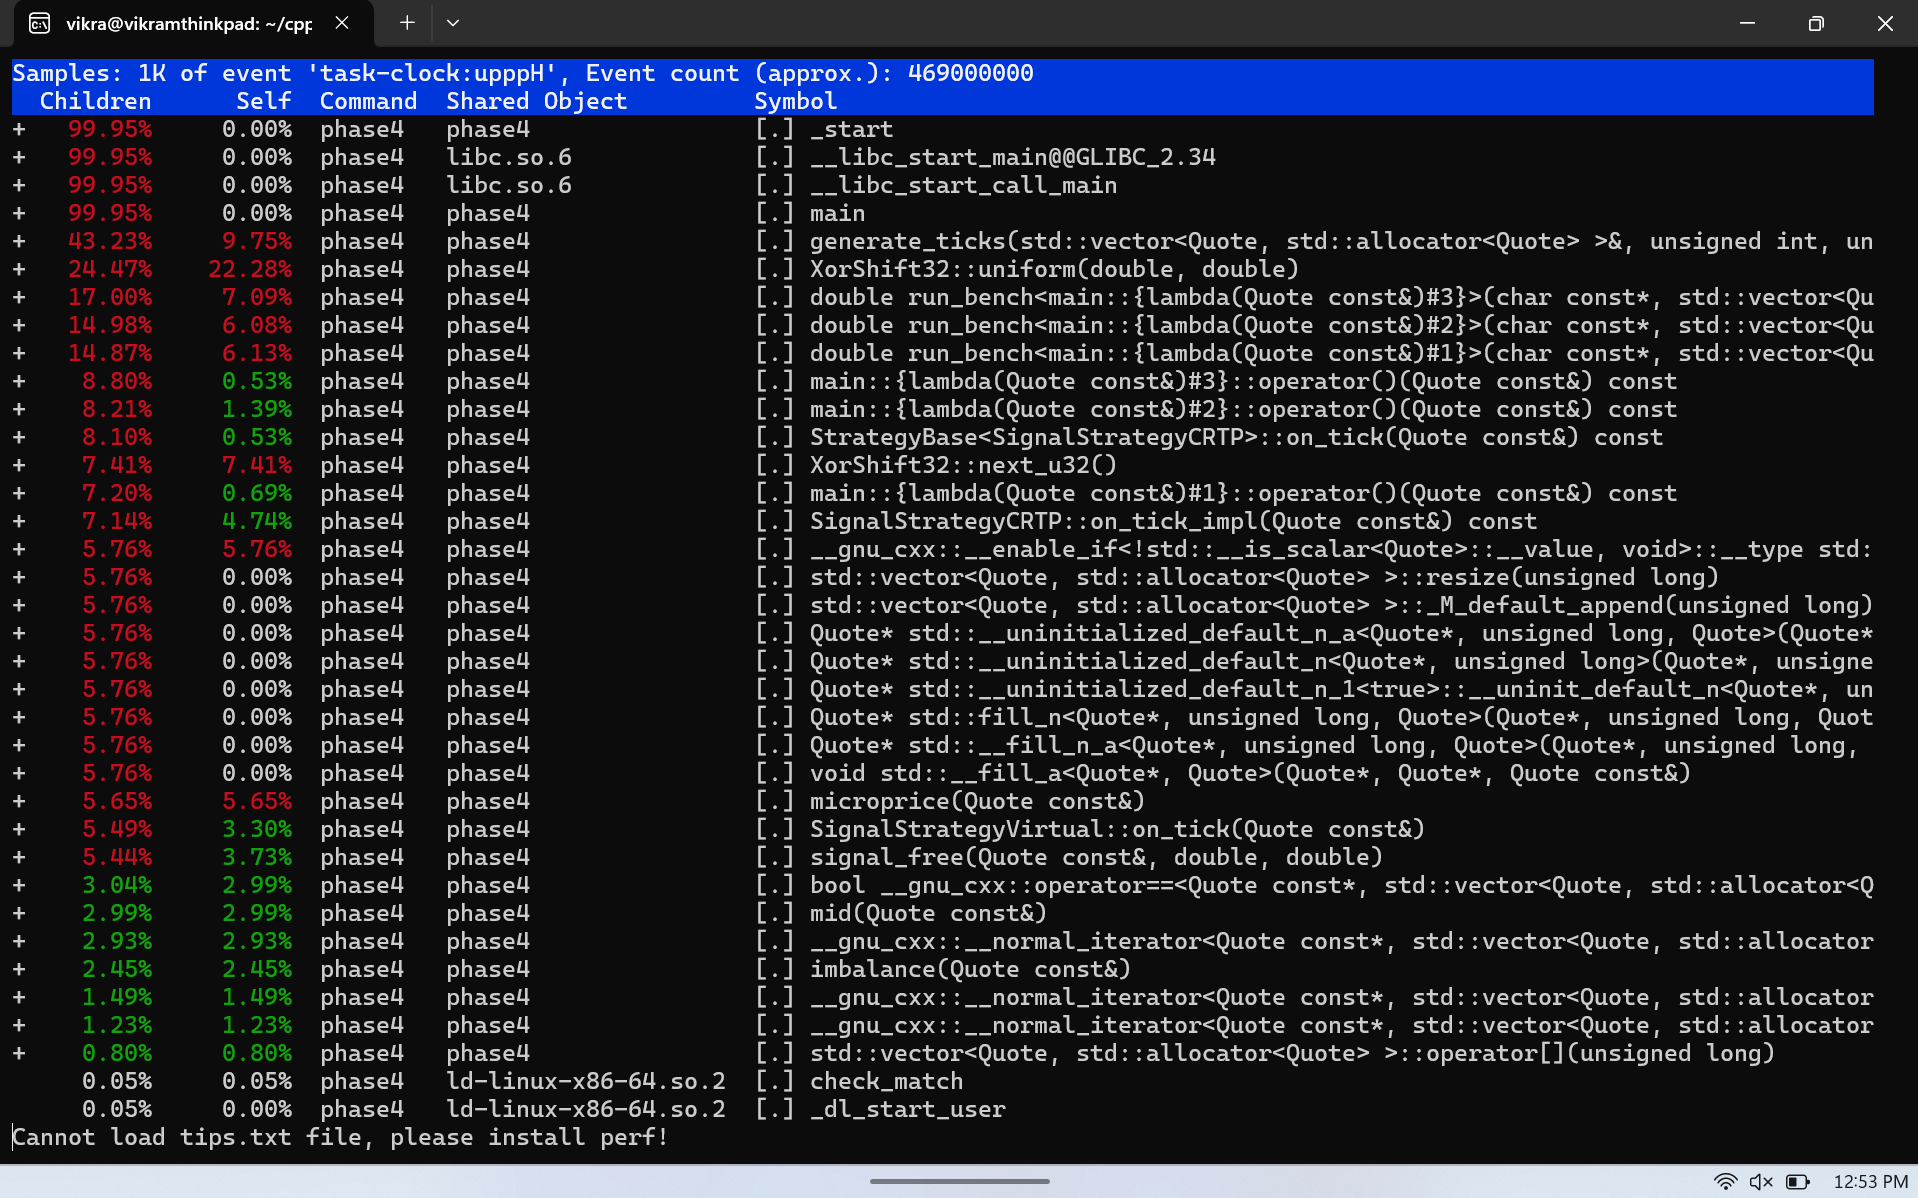 vikra@vikramthinkpad: ~/cpp
Samples: 1K of event 'task-clock:upppH', Event count (approx.): 469000000
Children Self Command Shared Object Symbol
+ 99.95% 0.00% phase4 phase4 [.] _start
+ 99.95% 0.00% phase4 libc.so.6 [.] __libc_start_main@@GLIBC_2.34
+ 99.95% 0.00% phase4 libc.so.6 [.] __libc_start_call_main
+ 99.95% 0.00% phase4 phase4 [.] main
+ 43.23% 9.75% phase4 phase4 [.] generate_ticks(std::vector<Quote, std::allocator<Quote> >&, unsigned int, un
+ 24.47% 22.28% phase4 phase4 [.] XorShift32::uniform(double, double)
+ 17.00% 7.09% phase4 phase4 [.] double run_bench<main::{lambda(Quote const&)#3}>(char const*, std::vector<Qu
+ 14.98% 6.08% phase4 phase4 [.] double run_bench<main::{lambda(Quote const&)#2}>(char const*, std::vector<Qu
+ 14.87% 6.13% phase4 phase4 [.] double run_bench<main::{lambda(Quote const&)#1}>(char const*, std::vector<Qu
+ 8.80% 0.53% phase4 phase4 [.] main::{lambda(Quote const&)#3}::operator()(Quote const&) const
+ 8.21% 1.39% phase4 phase4 [.] main::{lambda(Quote const&)#2}::operator()(Quote const&) const
+ 8.10% 0.53% phase4 phase4 [.] StrategyBase<SignalStrategyCRTP>::on_tick(Quote const&) const
+ 7.41% 7.41% phase4 phase4 [.] XorShift32::next_u32()
+ 7.20% 0.69% phase4 phase4 [.] main::{lambda(Quote const&)#1}::operator()(Quote const&) const
+ 7.14% 4.74% phase4 phase4 [.] SignalStrategyCRTP::on_tick_impl(Quote const&) const
+ 5.76% 5.76% phase4 phase4 [.] __gnu_cxx::__enable_if<!std::__is_scalar<Quote>::__value, void>::__type std:
+ 5.76% 0.00% phase4 phase4 [.] std::vector<Quote, std::allocator<Quote> >::resize(unsigned long)
+ 5.76% 0.00% phase4 phase4 [.] std::vector<Quote, std::allocator<Quote> >::_M_default_append(unsigned long)
+ 5.76% 0.00% phase4 phase4 [.] Quote* std::__uninitialized_default_n_a<Quote*, unsigned long, Quote>(Quote*
+ 5.76% 0.00% phase4 phase4 [.] Quote* std::__uninitialized_default_n<Quote*, unsigned long>(Quote*, unsigne
+ 5.76% 0.00% phase4 phase4 [.] Quote* std::__uninitialized_default_n_1<true>::__uninit_default_n<Quote*, un
+ 5.76% 0.00% phase4 phase4 [.] Quote* std::fill_n<Quote*, unsigned long, Quote>(Quote*, unsigned long, Quot
+ 5.76% 0.00% phase4 phase4 [.] Quote* std::__fill_n_a<Quote*, unsigned long, Quote>(Quote*, unsigned long,
+ 5.76% 0.00% phase4 phase4 [.] void std::__fill_a<Quote*, Quote>(Quote*, Quote*, Quote const&)
+ 5.65% 5.65% phase4 phase4 [.] microprice(Quote const&)
+ 5.49% 3.30% phase4 phase4 [.] SignalStrategyVirtual::on_tick(Quote const&)
+ 5.44% 3.73% phase4 phase4 [.] signal_free(Quote const&, double, double)
+ 3.04% 2.99% phase4 phase4 [.] bool __gnu_cxx::operator==<Quote const*, std::vector<Quote, std::allocator<Q
+ 2.99% 2.99% phase4 phase4 [.] mid(Quote const&)
+ 2.93% 2.93% phase4 phase4 [.] __gnu_cxx::__normal_iterator<Quote const*, std::vector<Quote, std::allocator
+ 2.45% 2.45% phase4 phase4 [.] imbalance(Quote const&)
+ 1.49% 1.49% phase4 phase4 [.] __gnu_cxx::__normal_iterator<Quote const*, std::vector<Quote, std::allocator
+ 1.23% 1.23% phase4 phase4 [.] __gnu_cxx::__normal_iterator<Quote const*, std::vector<Quote, std::allocator
+ 0.80% 0.80% phase4 phase4 [.] std::vector<Quote, std::allocator<Quote> >::operator[](unsigned long)
0.05% 0.05% phase4 ld-linux-x86-64.so.2 [.] check_match
0.05% 0.00% phase4 ld-linux-x86-64.so.2 [.] _dl_start_user
Cannot load tips.txt file, please install perf!
12:53 PM